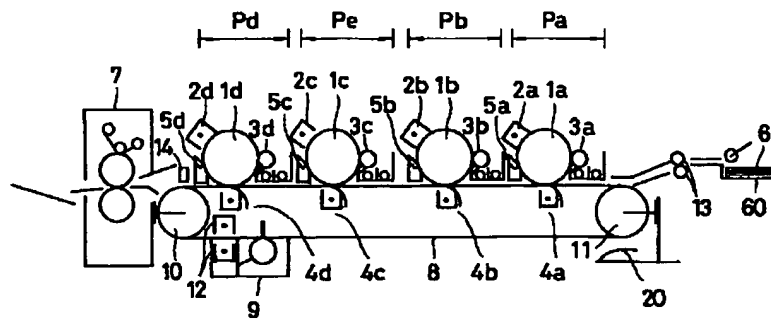 Pd Pe Pb Pa
7 2d 1d 2c 1c 2b 1b 2a 1a
5d 5c 5b 5a
14 3d 3c 3b 3a 6
13 60
10 12 4d 4c 8 4b 4a 11
9 20